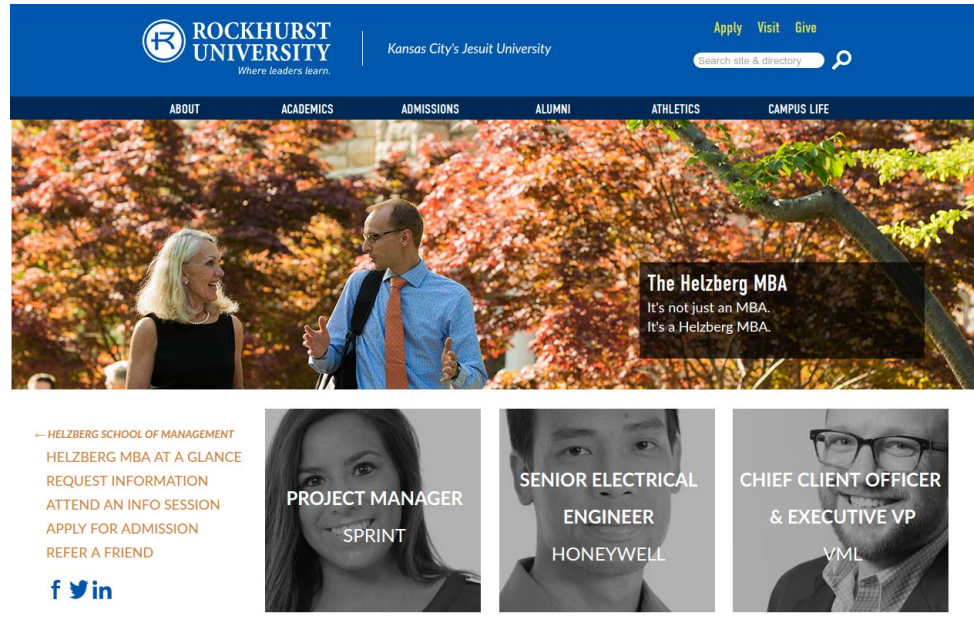 ROCKHURST
UNIVERSITY
Where leaders learn.
Kansas City's Jesuit University
Apply Visit Give
Search site & directory
ABOUT ACADEMICS ADMISSIONS ALUMNI ATHLETICS CAMPUS LIFE
The Helzberg MBA
It's not just an MBA.
It's a Helzberg MBA.
← HELZBERG SCHOOL OF MANAGEMENT
HELZBERG MBA AT A GLANCE
REQUEST INFORMATION
ATTEND AN INFO SESSION
APPLY FOR ADMISSION
REFER A FRIEND
PROJECT MANAGER
SPRINT
SENIOR ELECTRICAL
ENGINEER
HONEYWELL
CHIEF CLIENT OFFICER
& EXECUTIVE VP
VML